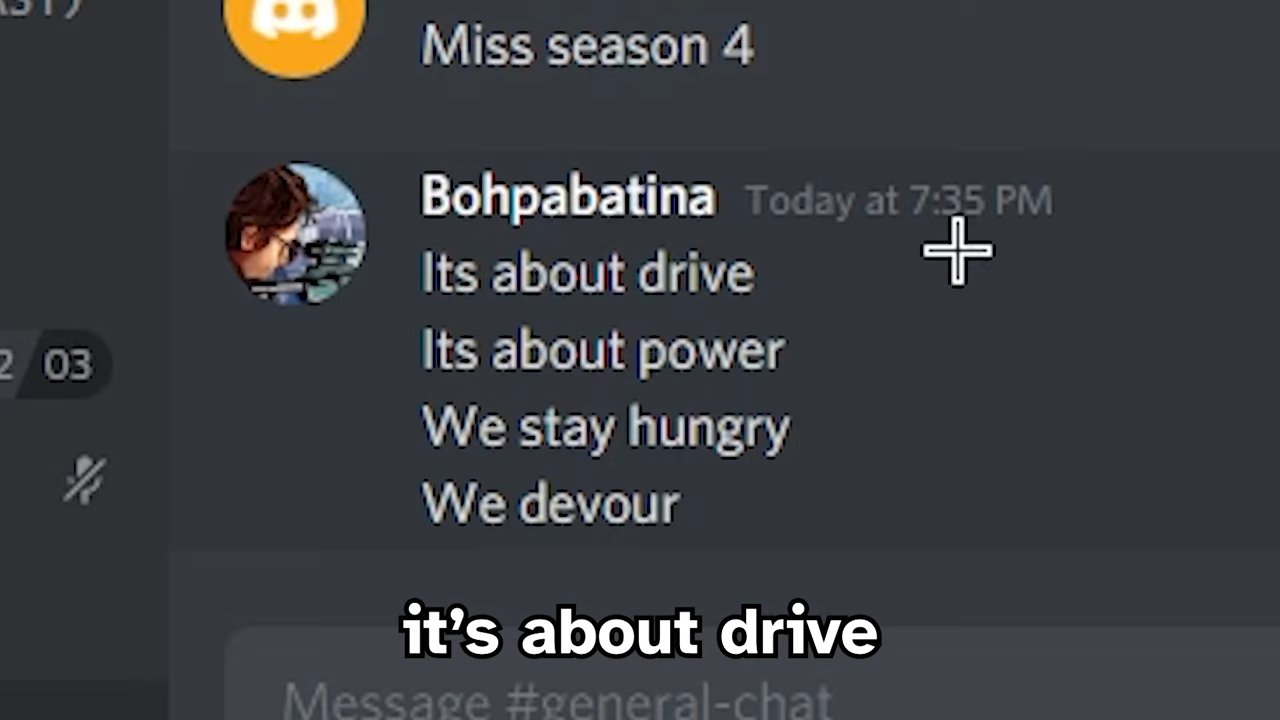 Miss season 4
Bohpabatina Today at 7:35 PM
Its about drive
Its about power
We stay hungry
We devour
2 03
it's about drive
Message #general-chat